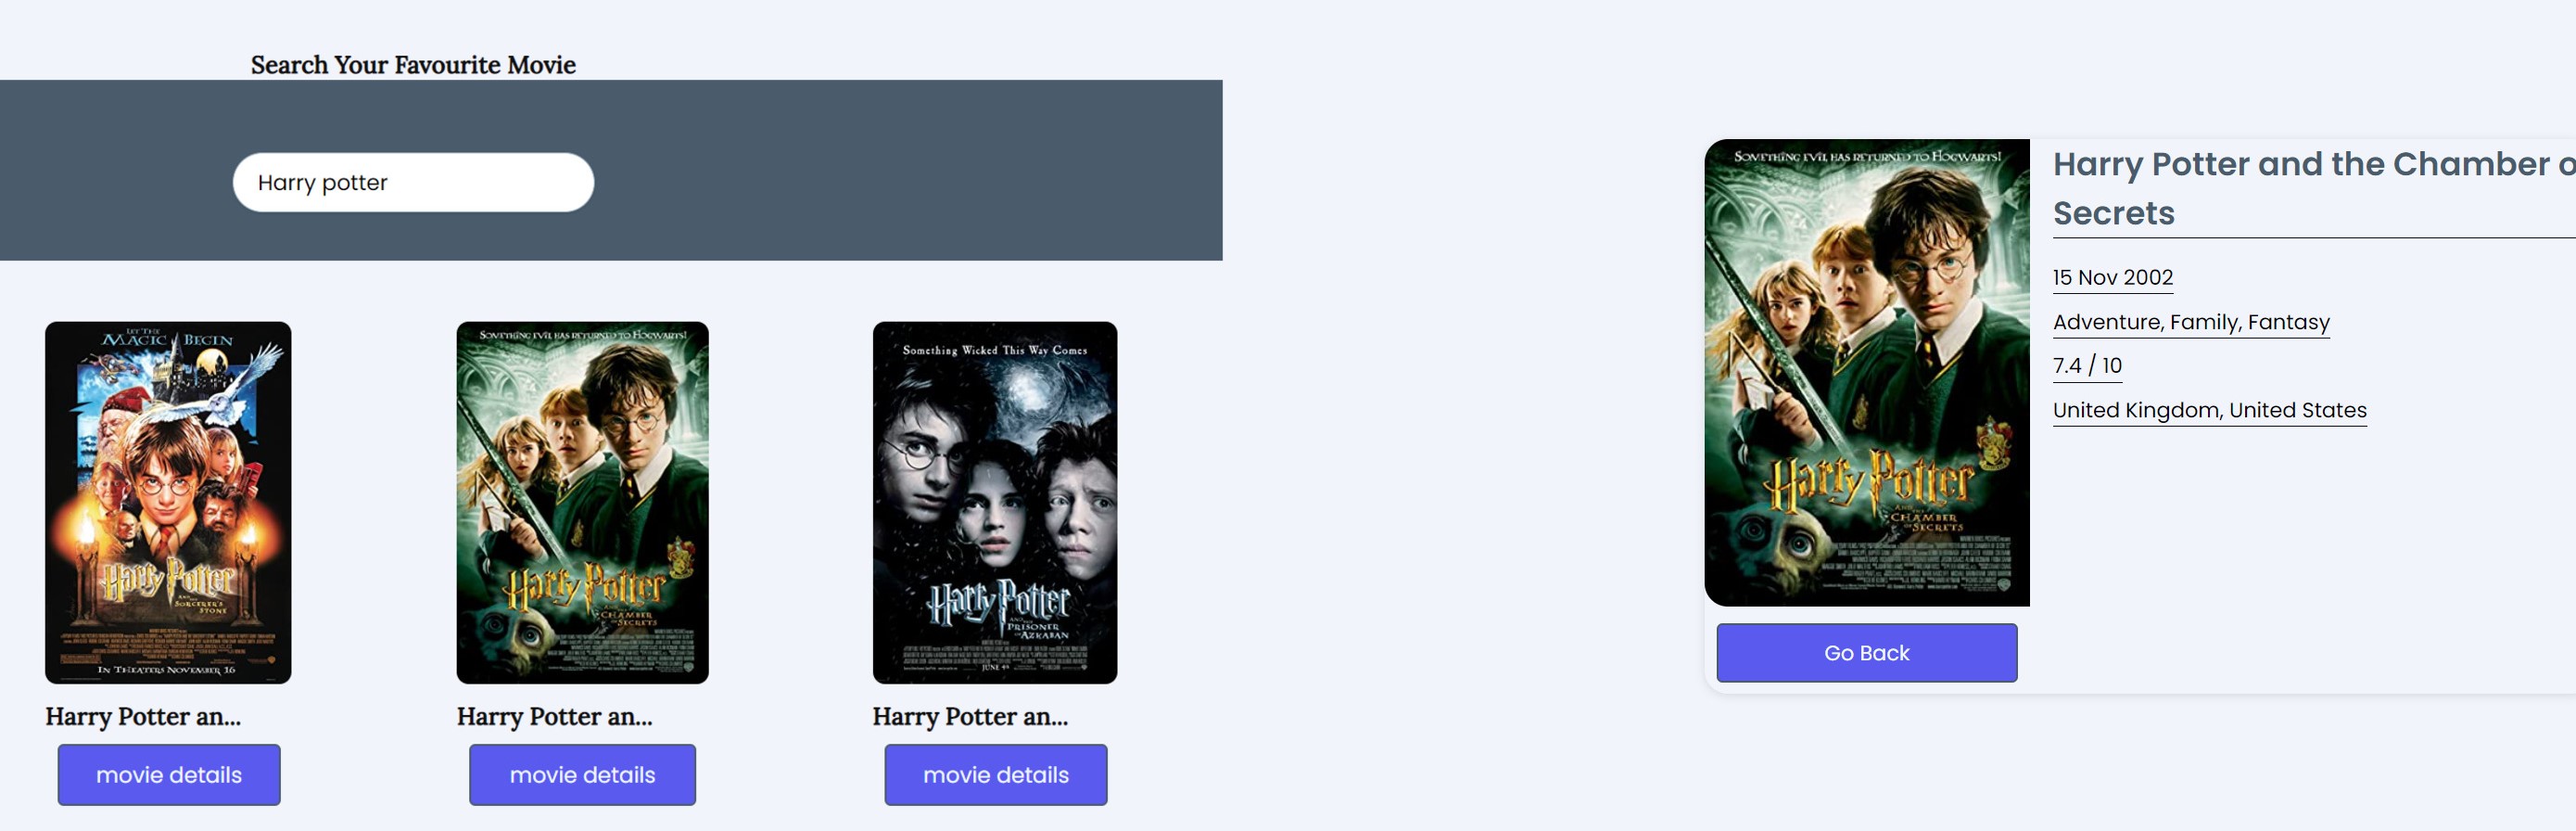 Search Your Favourite Movie
Harry potter
LET THE
MAGIC BEGIN
Harry Potter
AND THE
SORCERER'S
STONE
IN THEATERS NOVEMBER 16
Harry Potter an...
movie details
SOMETHING EVIL HAS RETURNED TO HOGWARTS!
Harry Potter
AND THE
CHAMBER
OF SECRETS
Harry Potter an...
movie details
Something Wicked This Way Comes
Harry Potter
AND THE
PRISONER
OF AZKABAN
JUNE 4th
Harry Potter an...
movie details
SOMETHING EVIL HAS RETURNED TO HOGWARTS!
Harry Potter
AND THE
CHAMBER
OF SECRETS
Go Back
Harry Potter and the Chamber o
Secrets
15 Nov 2002
Adventure, Family, Fantasy
7.4 / 10
United Kingdom, United States